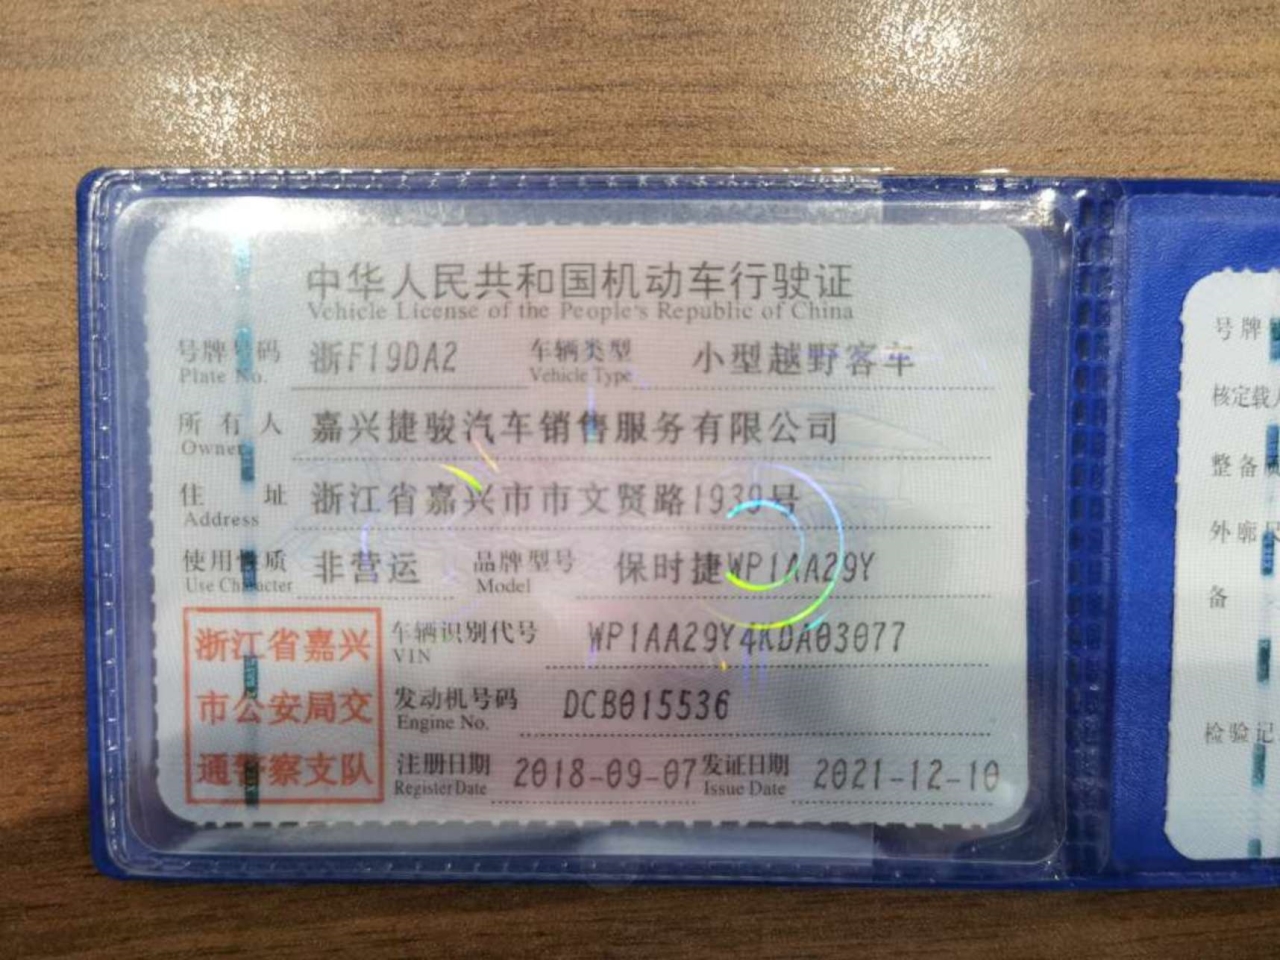 中华人民共和国机动车行驶证
Vehicle License of the People's Republic of China
号牌号码 浙F19DA2 车辆类型 小型越野客车
Plate No. Vehicle Type
所有人 嘉兴捷骏汽车销售服务有限公司
Owner
住址 浙江省嘉兴市市文贤路1939号
Address
使用性质 非营运 品牌型号 保时捷WP1AA29Y
Use Character Model
浙江省嘉兴
市公安局交
通警察支队
车辆识别代号 WP1AA29Y4KDA03077
VIN
发动机号码 DCB015536
Engine No.
注册日期 2018-09-07 发证日期 2021-12-10
Register Date Issue Date
号牌
核定载
整备
外廓
备
检验记